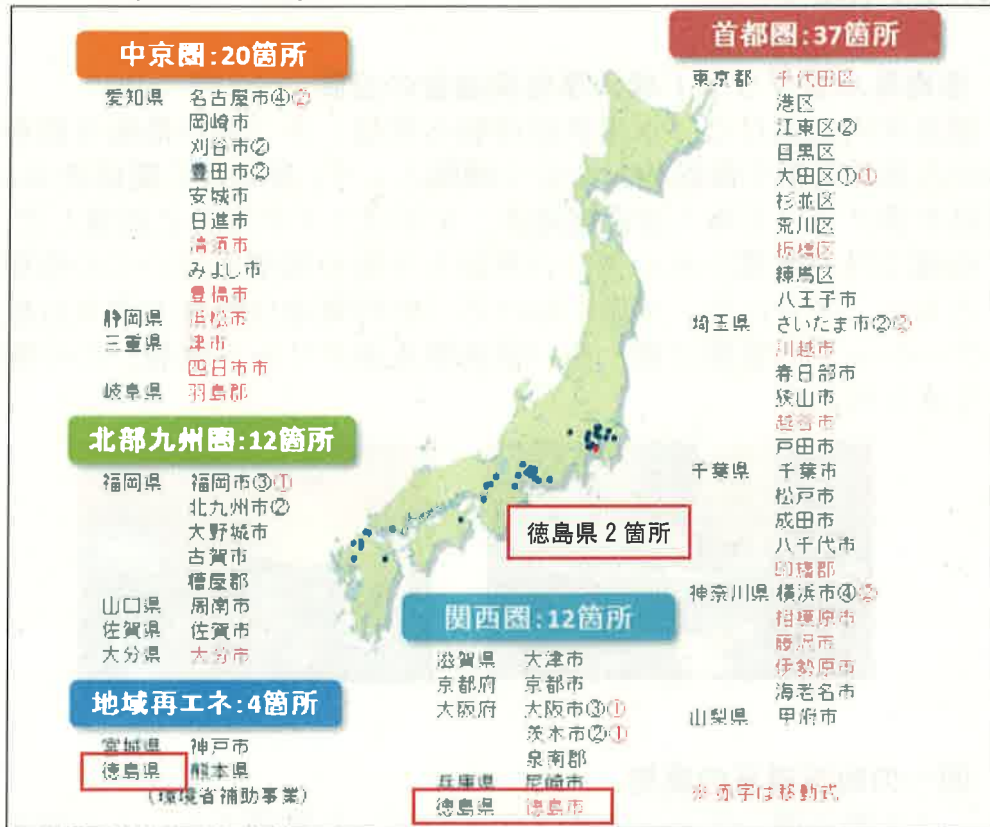 中京圏:20箇所
愛知県 名古屋市④②
岡崎市
刈谷市②
豊田市②
安城市
日進市
清須市
みよし市
豊橋市
静岡県 浜松市
三重県 津市
四日市市
岐阜県 羽島郡
北部九州圏:12箇所
福岡県 福岡市③①
北九州市②
大野城市
古賀市
糟屋郡
山口県 周南市
佐賀県 佐賀市
大分県 大分市
地域再エネ:4箇所
宮城県 神戸市
徳島県 熊本県
(環境省補助事業)
徳島県2箇所
関西圏:12箇所
滋賀県 大津市
京都府 京都市
大阪府 大阪市③①
茨木市②①
泉南郡
兵庫県 尼崎市
徳島県 徳島市
首都圏:37箇所
東京都 千代田区
港区
江東区②
目黒区
大田区①①
杉並区
荒川区
板橋区
練馬区
八王子市
埼玉県 さいたま市②②
川越市
春日部市
狭山市
越谷市
戸田市
千葉県 千葉市
松戸市
成田市
八千代市
印旛郡
神奈川県 横浜市④②
相模原市
藤沢市
伊勢原市
海老名市
山梨県 甲府市
※赤字は移動式